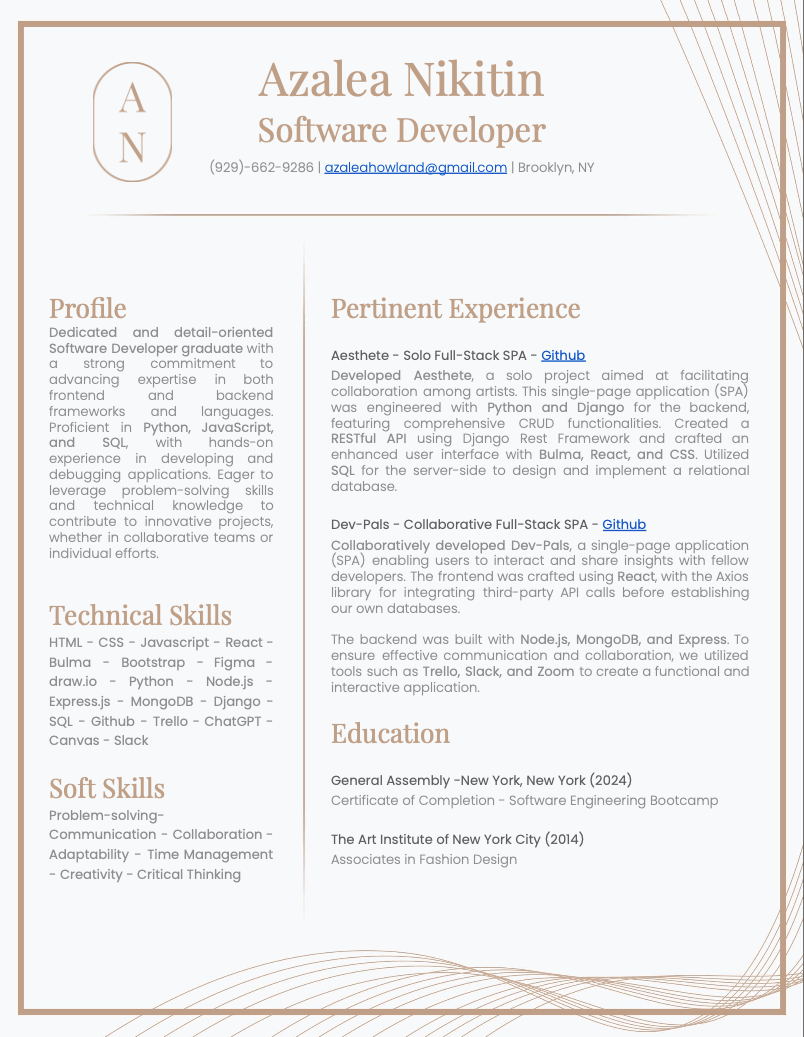 A
N
Azalea Nikitin
Software Developer
(929)-662-9286 | azaleahowland@gmail.com | Brooklyn, NY
Profile
Dedicated and detail-oriented
Software Developer graduate with
a strong commitment to
advancing expertise in both
frontend and backend
frameworks and languages.
Proficient in Python, JavaScript,
and SQL, with hands-on
experience in developing and
debugging applications. Eager to
leverage problem-solving skills
and technical knowledge to
contribute to innovative projects,
whether in collaborative teams or
individual efforts.
Technical Skills
HTML - CSS - Javascript - React -
Bulma - Bootstrap - Figma -
draw.io - Python - Node.js -
Express.js - MongoDB - Django -
SQL - Github - Trello - ChatGPT -
Canvas - Slack
Soft Skills
Problem-solving-
Communication - Collaboration -
Adaptability - Time Management
- Creativity - Critical Thinking
Pertinent Experience
Aesthete - Solo Full-Stack SPA - Github
Developed Aesthete, a solo project aimed at facilitating
collaboration among artists. This single-page application (SPA)
was engineered with Python and Django for the backend,
featuring comprehensive CRUD functionalities. Created a
RESTful API using Django Rest Framework and crafted an
enhanced user interface with Bulma, React, and CSS. Utilized
SQL for the server-side to design and implement a relational
database.
Dev-Pals - Collaborative Full-Stack SPA - Github
Collaboratively developed Dev-Pals, a single-page application
(SPA) enabling users to interact and share insights with fellow
developers. The frontend was crafted using React, with the Axios
library for integrating third-party API calls before establishing
our own databases.
The backend was built with Node.js, MongoDB, and Express. To
ensure effective communication and collaboration, we utilized
tools such as Trello, Slack, and Zoom to create a functional and
interactive application.
Education
General Assembly -New York, New York (2024)
Certificate of Completion - Software Engineering Bootcamp
The Art Institute of New York City (2014)
Associates in Fashion Design